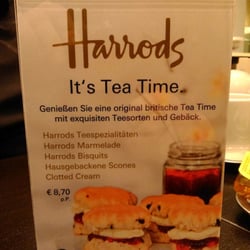 Harrods
It's Tea Time.
Genießen Sie eine original britische Tea Time
mit exquisiten Teesorten und Gebäck.
Harrods Teespezialitäten
Harrods Marmelade
Harrods Bisquits
Hausgebackene Scones
Clotted Cream
€ 8,70
o.P.